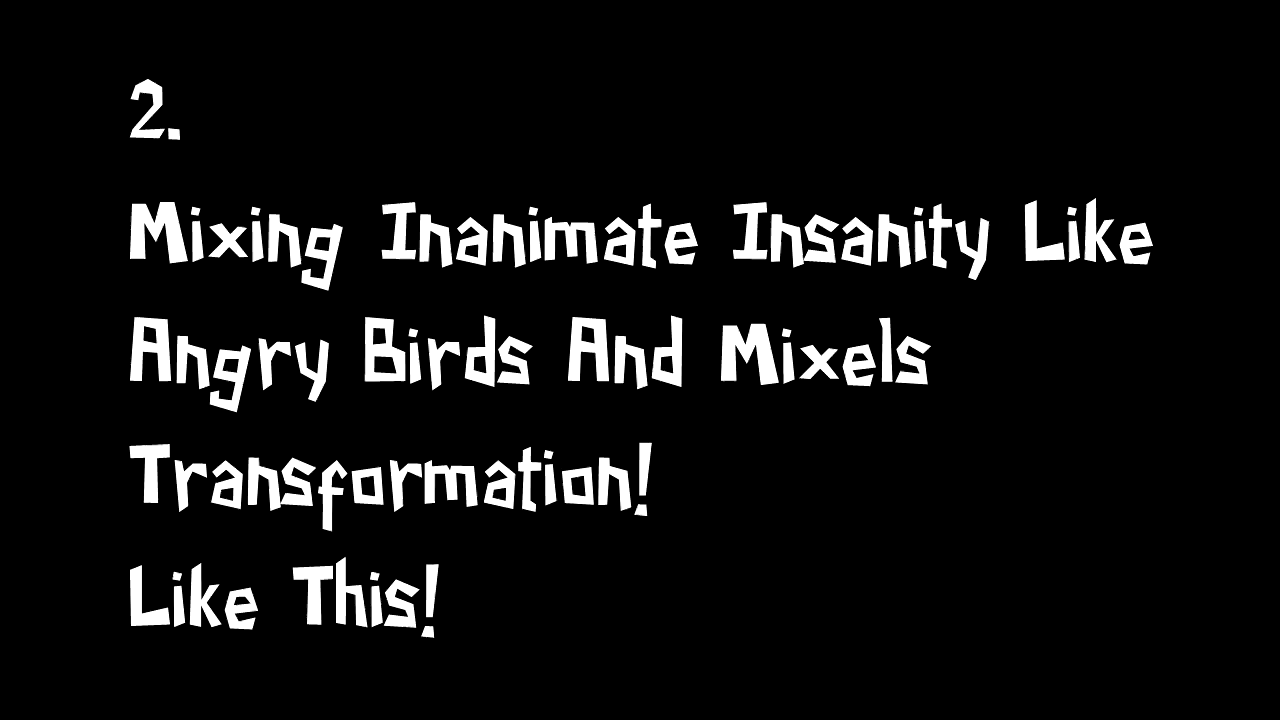 2.
Mixing Inanimate Insanity Like
Angry Birds And Mixels
Transformation!
Like This!